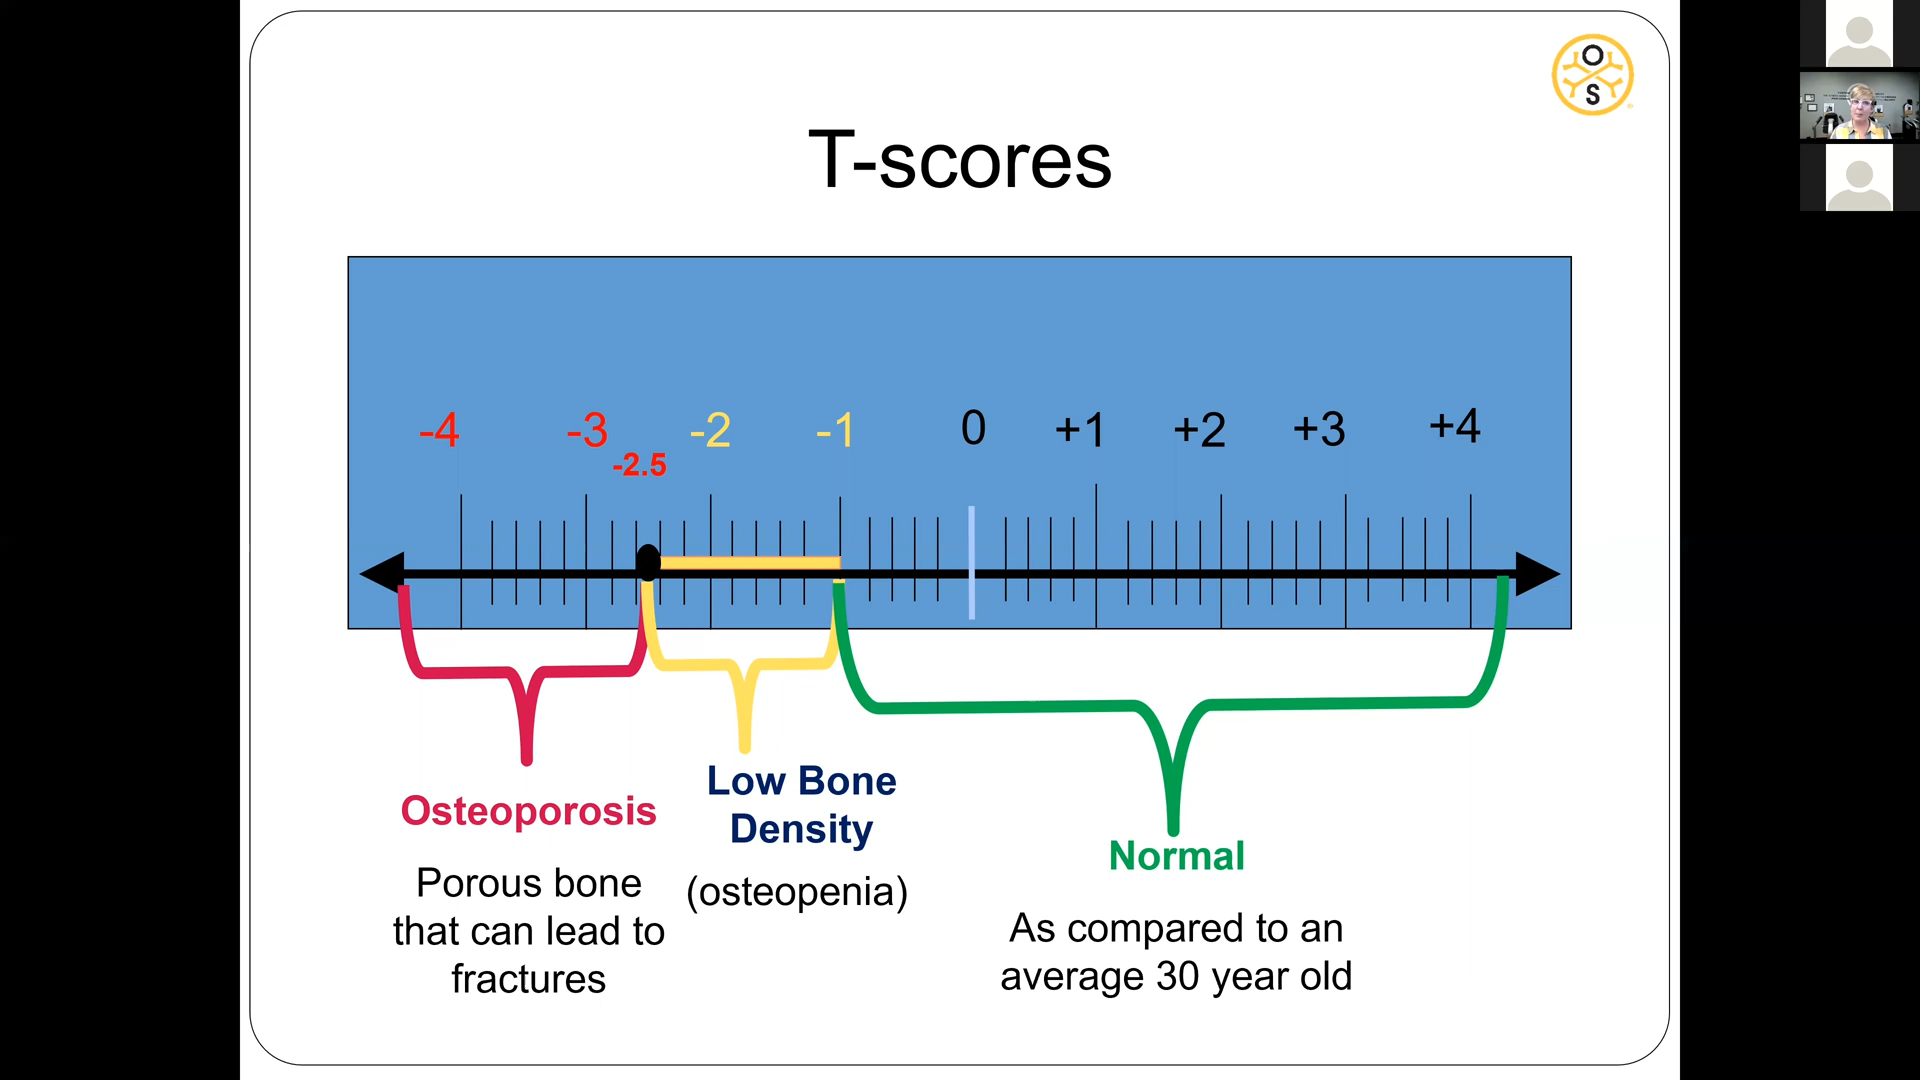 O
S
T-scores
-4 -3 -2 -1 0 +1 +2 +3 +4
-2.5
Osteoporosis
Porous bone
that can lead to
fractures
Low Bone
Density
(osteopenia)
Normal
As compared to an
average 30 year old